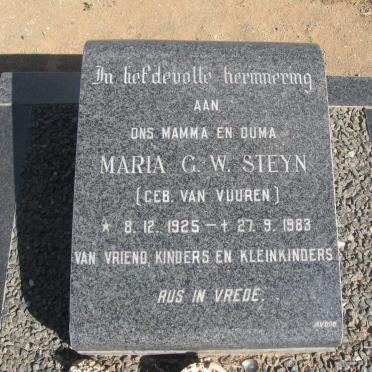 In liefdevolle herinnering
AAN
ONS MAMMA EN OUMA
MARIA G. W. STEYN
(GEB. VAN VUUREN)
* 8. 12. 1925 – † 27. 9. 1983
VAN VRIEND, KINDERS EN KLEINKINDERS
RUS IN VREDE.